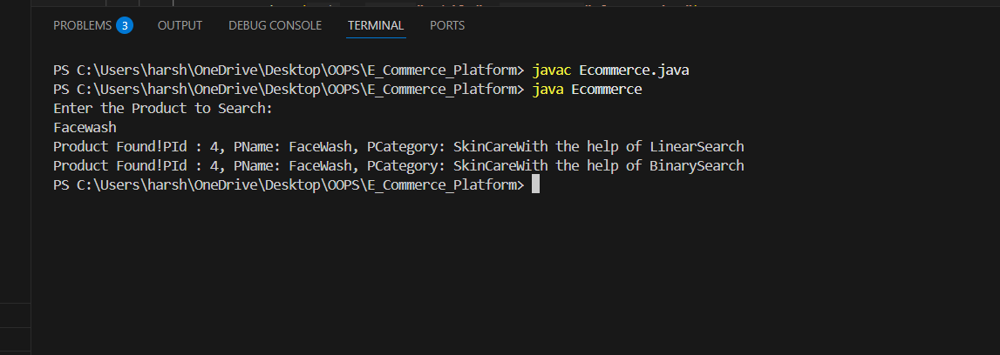 PROBLEMS 3 OUTPUT DEBUG CONSOLE TERMINAL PORTS
PS C:\Users\harsh\OneDrive\Desktop\OOPS\E_Commerce_Platform> javac Ecommerce.java
PS C:\Users\harsh\OneDrive\Desktop\OOPS\E_Commerce_Platform> java Ecommerce
Enter the Product to Search:
Facewash
Product Found!PId : 4, PName: FaceWash, PCategory: SkinCareWith the help of LinearSearch
Product Found!PId : 4, PName: FaceWash, PCategory: SkinCareWith the help of BinarySearch
PS C:\Users\harsh\OneDrive\Desktop\OOPS\E_Commerce_Platform>